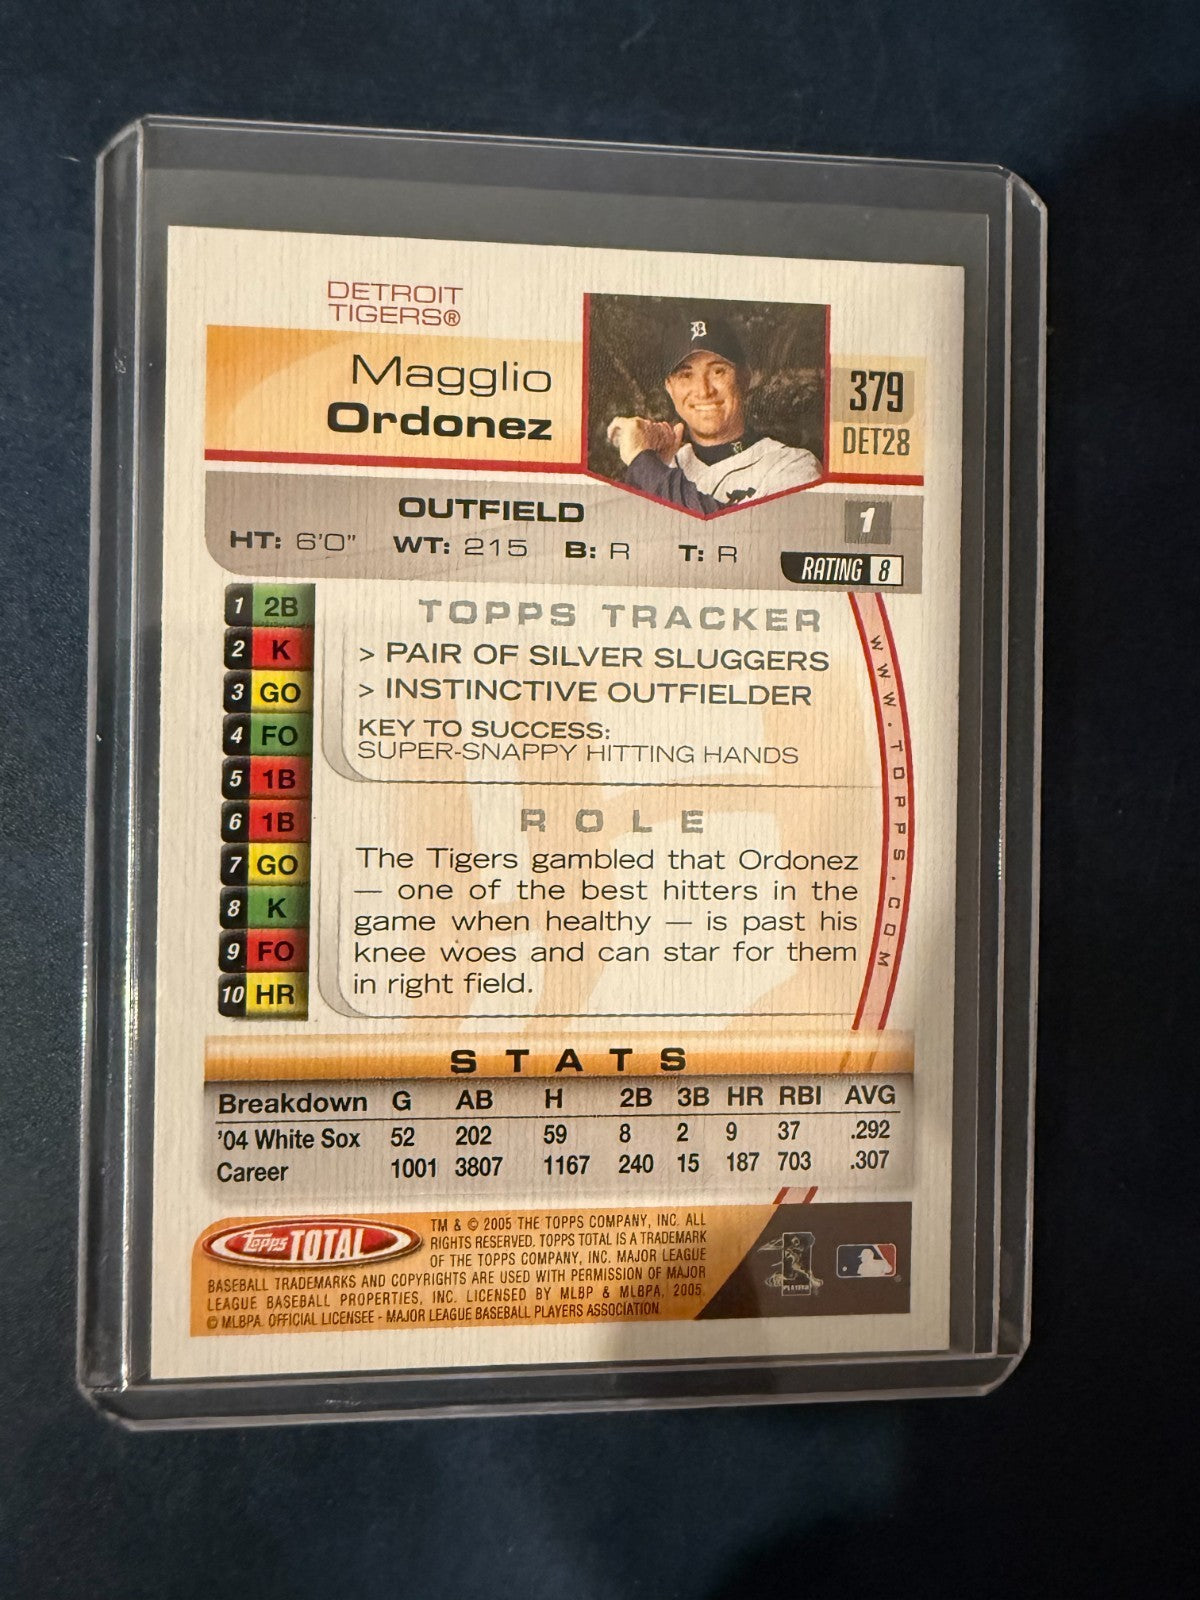 DETROIT
TIGERS®
Magglio
Ordonez
D
379
DET28
OUTFIELD
HT: 6'0" WT: 215 B: R T: R
1
RATING 8
1 2B
2 K
3 GO
4 FO
5 1B
6 1B
7 GO
8 K
9 FO
10 HR
TOPPS TRACKER
> PAIR OF SILVER SLUGGERS
> INSTINCTIVE OUTFIELDER
KEY TO SUCCESS:
SUPER-SNAPPY HITTING HANDS
ROLE
The Tigers gambled that Ordonez
— one of the best hitters in the
game when healthy — is past his
knee woes and can star for them
in right field.
WWW.TOPPS.COM
STATS
Breakdown G AB H 2B 3B HR RBI AVG
'04 White Sox 52 202 59 8 2 9 37 .292
Career 1001 3807 1167 240 15 187 703 .307
Topps TOTAL
TM & © 2005 THE TOPPS COMPANY, INC. ALL
RIGHTS RESERVED. TOPPS TOTAL IS A TRADEMARK
OF THE TOPPS COMPANY, INC. MAJOR LEAGUE
BASEBALL TRADEMARKS AND COPYRIGHTS ARE USED WITH PERMISSION OF MAJOR
LEAGUE BASEBALL PROPERTIES, INC. LICENSED BY MLBP & MLBPA, 2005.
© MLBPA. OFFICIAL LICENSEE - MAJOR LEAGUE BASEBALL PLAYERS ASSOCIATION.
PLAYERS